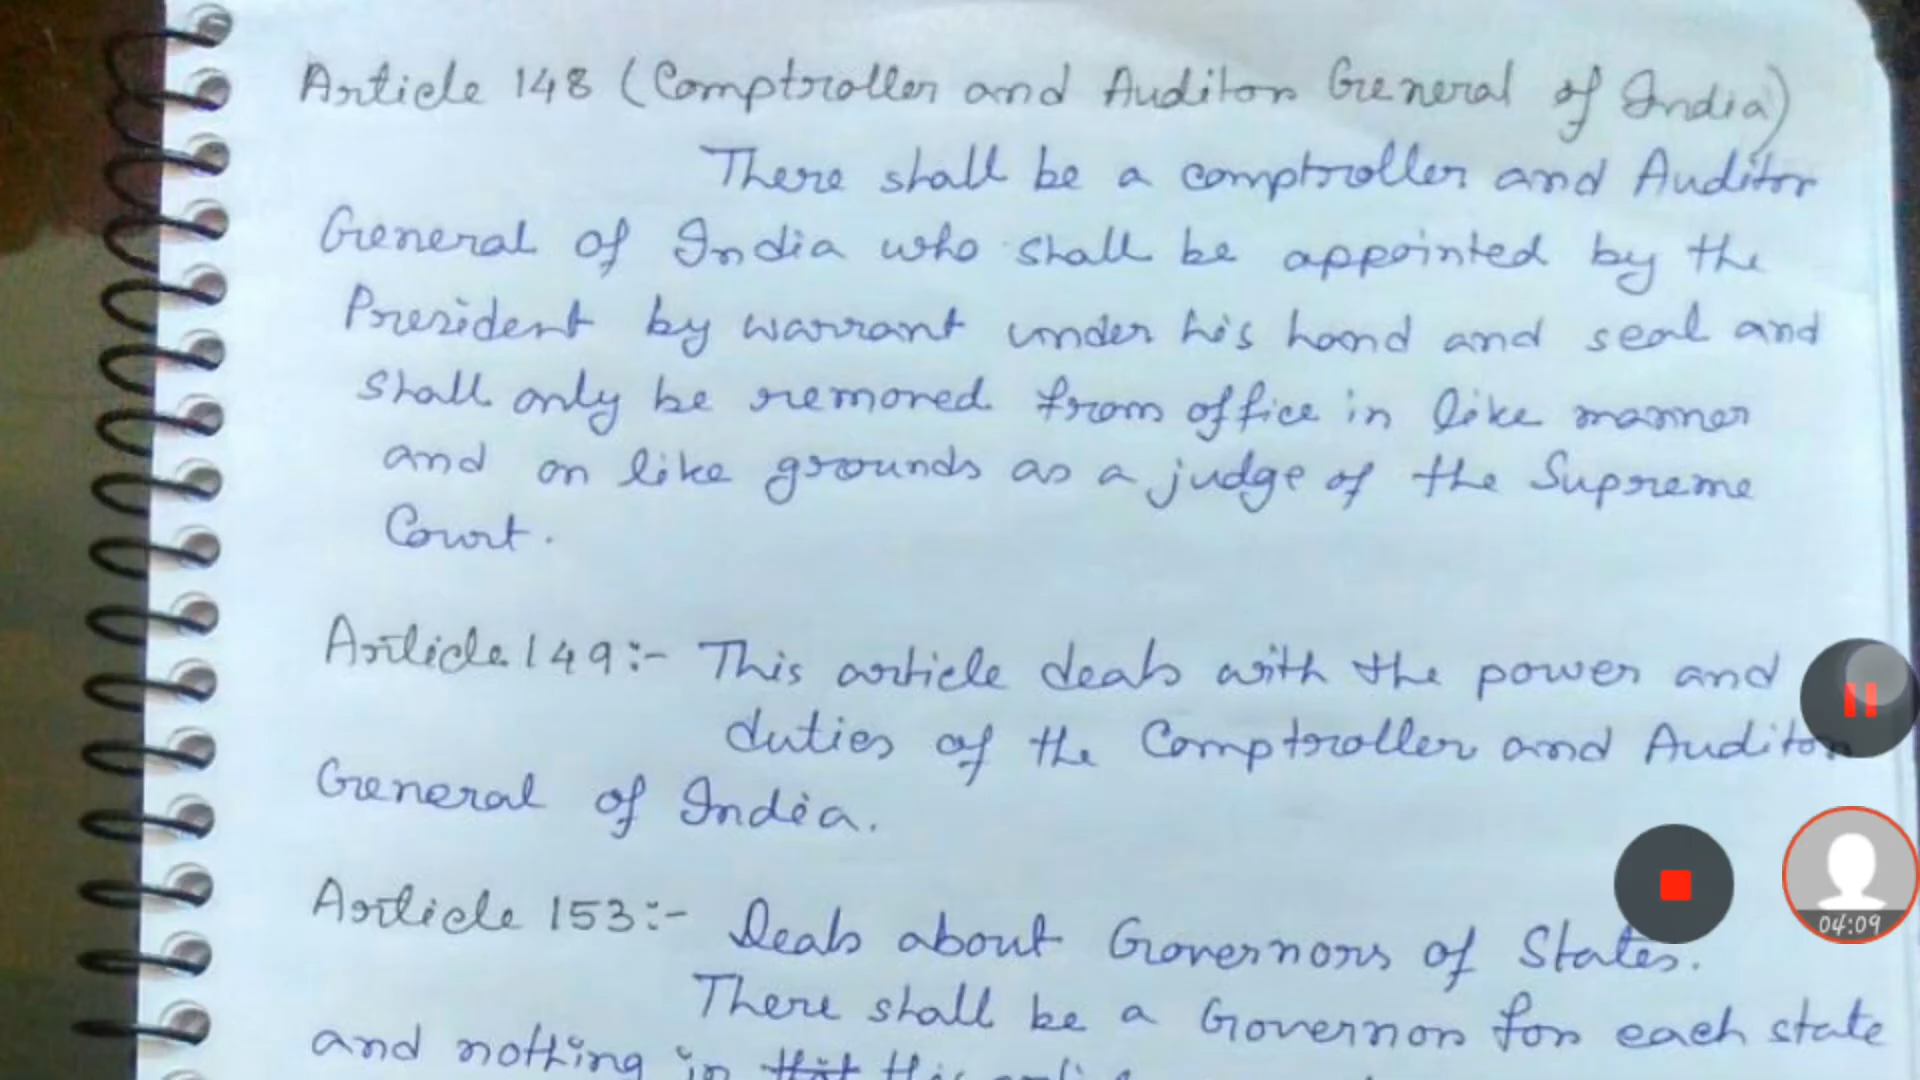 Article 148 (Comptroller and Auditor General of India)
There shall be a comptroller and Auditor
General of India who shall be appointed by the
President by warrant under his hand and seal and
shall only be removed from office in like manner
and on like grounds as a judge of the Supreme
Court.
Article 149:- This article deals with the power and
duties of the Comptroller and Auditor
General of India.
Article 153:- Deals about Governors of States.
There shall be a Governor for each state
and nothing in this
04:09